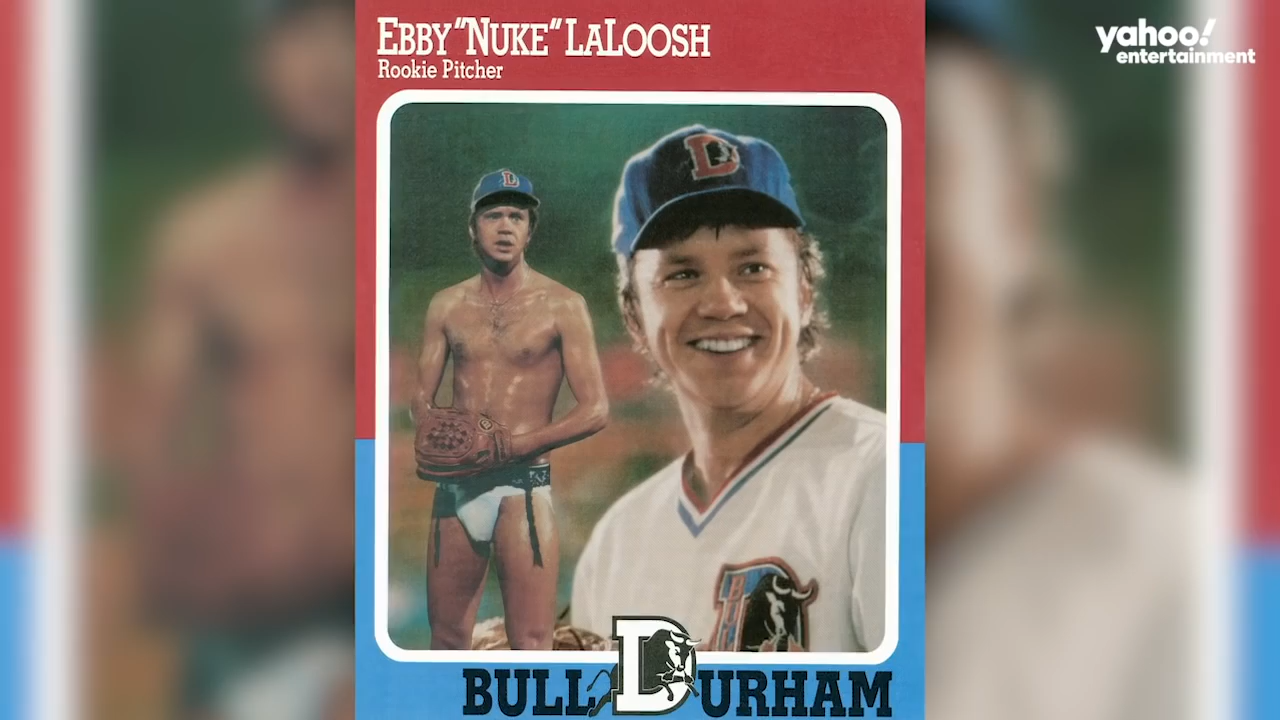 EBBY "NUKE" LALOOSH
Rookie Pitcher
yahoo!
entertainment
D
D
BULL DURHAM